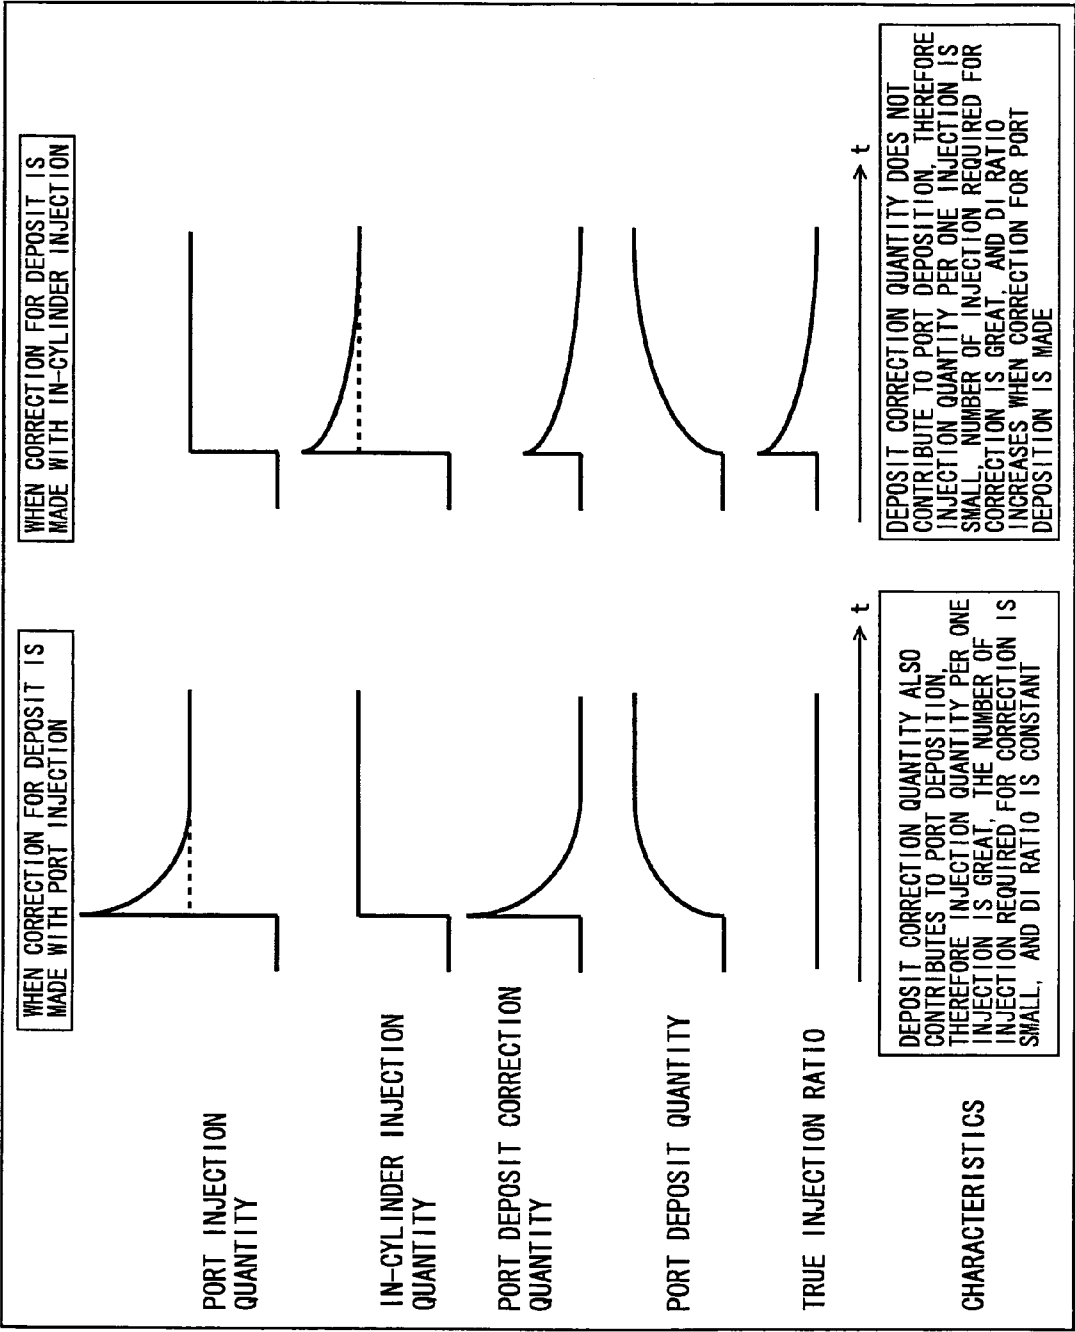 WHEN CORRECTION FOR DEPOSIT IS
MADE WITH PORT INJECTION
WHEN CORRECTION FOR DEPOSIT IS
MADE WITH IN-CYLINDER INJECTION
PORT INJECTION
QUANTITY
IN-CYLINDER INJECTION
QUANTITY
PORT DEPOSIT CORRECTION
QUANTITY
PORT DEPOSIT QUANTITY
TRUE INJECTION RATIO
t
t
CHARACTERISTICS
DEPOSIT CORRECTION QUANTITY ALSO
CONTRIBUTES TO PORT DEPOSITION,
THEREFORE INJECTION QUANTITY PER ONE
INJECTION IS GREAT, THE NUMBER OF
INJECTION REQUIRED FOR CORRECTION IS
SMALL, AND DI RATIO IS CONSTANT
DEPOSIT CORRECTION QUANTITY DOES NOT
CONTRIBUTE TO PORT DEPOSITION, THEREFORE
INJECTION QUANTITY PER ONE INJECTION IS
SMALL, NUMBER OF INJECTION REQUIRED FOR
CORRECTION IS GREAT, AND DI RATIO
INCREASES WHEN CORRECTION FOR PORT
DEPOSITION IS MADE